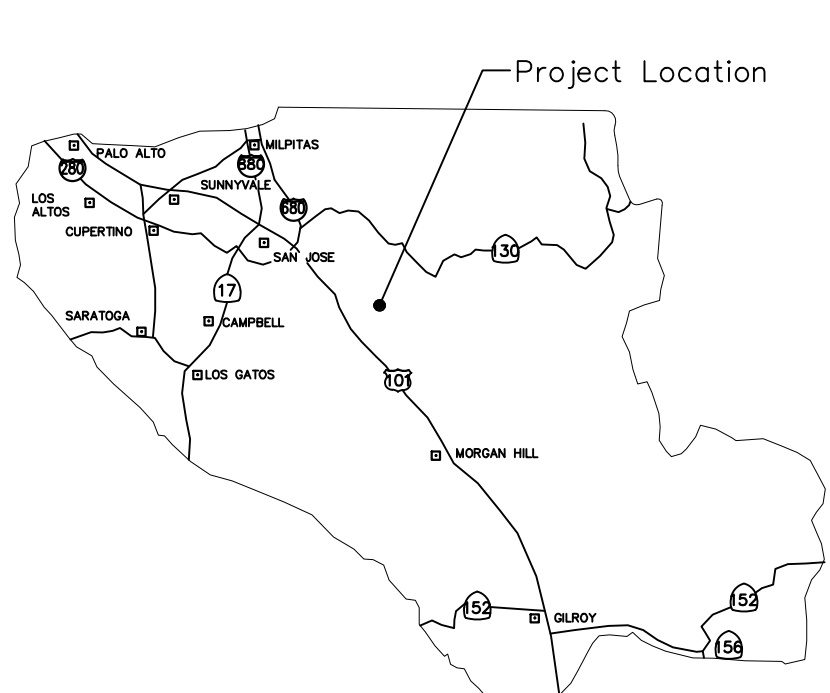 Project Location
MILPITAS
PALO ALTO
880
280
SUNNYVALE
LOS
ALTOS
680
CUPERTINO
130
SAN JOSE
17
SARATOGA
CAMPBELL
LOS GATOS
101
MORGAN HILL
152
152
GILROY
156